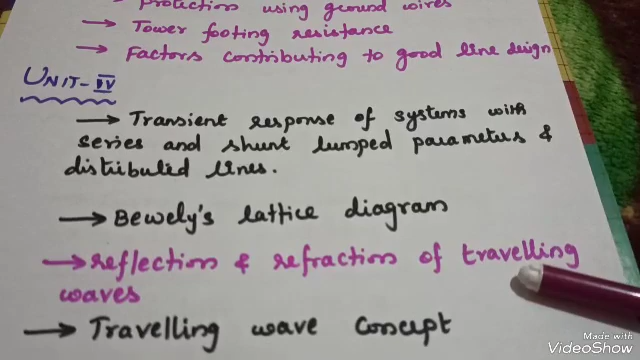 Protection using ground wires
→ Tower footing resistance
→ Factors contributing to good line design
UNIT-IV
→ Transient response of systems with
series and shunt lumped parameters &
distributed lines.
→ Bewely's lattice diagram
→ reflection & refraction of travelling
waves
→ Travelling wave concept
Made with
VideoShow